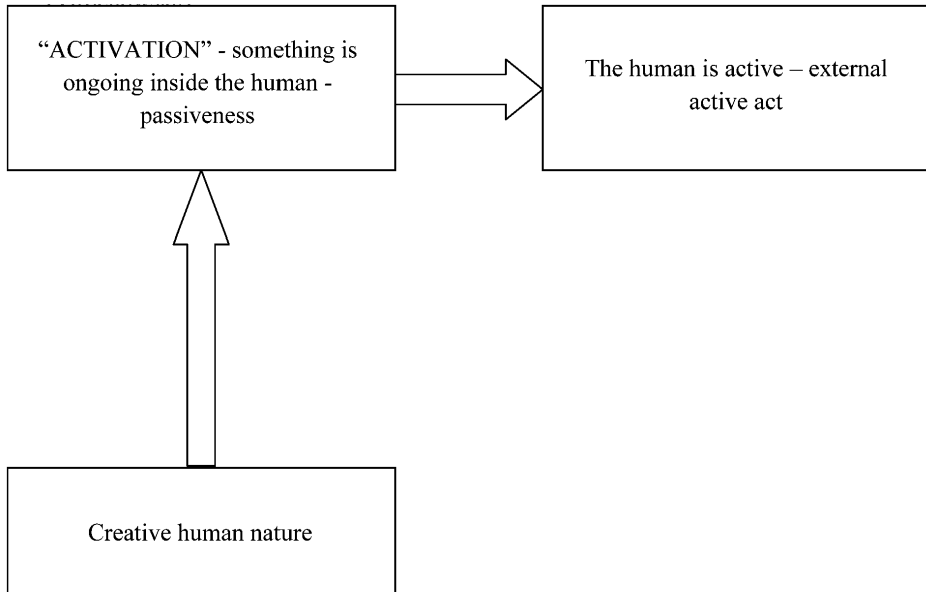 “ACTIVATION” - something is
ongoing inside the human -
passiveness
The human is active – external
active act
Creative human nature